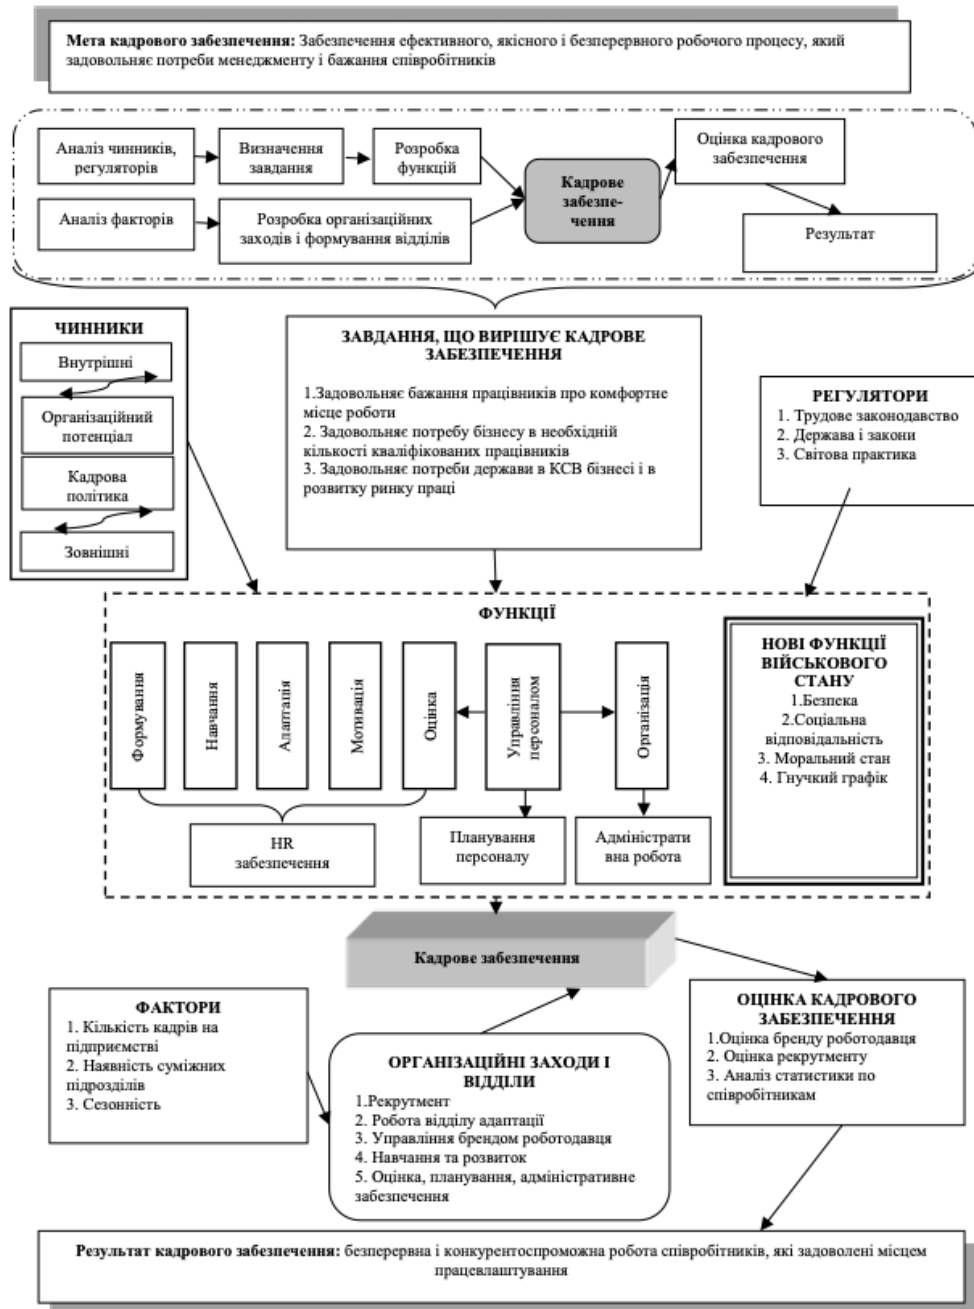 Мета кадрового забезпечення: Забезпечення ефективного, якісного і безперервного робочого процесу, який
задовольняє потреби менеджменту і бажання співробітників
Аналіз чинників,
регуляторів
Визначення
завдання
Розробка
функцій
Аналіз факторів
Розробка організаційних
заходів і формування відділів
Кадрове
забезпе-
чення
Оцінка кадрового
забезпечення
Результат
ЧИННИКИ
Внутрішні
Організаційний
потенціал
Кадрова
політика
Зовнішні
ЗАВДАННЯ, ЩО ВИРІШУЄ КАДРОВЕ
ЗАБЕЗПЕЧЕННЯ
1.Задовольняє бажання працівників про комфортне
місце роботи
2. Задовольняє потребу бізнесу в необхідній
кількості кваліфікованих працівників
3. Задовольняє потреби держави в КСВ бізнесі і в
розвитку ринку праці
РЕГУЛЯТОРИ
1. Трудове законодавство
2. Держава і закони
3. Світова практика
ФУНКЦІЇ
Формування
Навчання
Адаптація
Мотивація
Оцінка
Управління
персоналом
Організація
HR
забезпечення
Планування
персоналу
Адміністрати
вна робота
НОВІ ФУНКЦІЇ
ВІЙСЬКОВОГО
СТАНУ
1.Безпека
2.Соціальна
відповідальність
3. Моральний стан
4. Гнучкий графік
Кадрове забезпечення
ФАКТОРИ
1. Кількість кадрів на
підприємстві
2. Наявність суміжних
підрозділів
3. Сезонність
ОРГАНІЗАЦІЙНІ ЗАХОДИ І
ВІДДІЛИ
1.Рекрутмент
2. Робота відділу адаптації
3. Управління брендом роботодавця
4. Навчання та розвиток
5. Оцінка, планування, адміністративне
забезпечення
ОЦІНКА КАДРОВОГО
ЗАБЕЗПЕЧЕННЯ
1.Оцінка бренду роботодавця
2. Оцінка рекрутменту
3. Аналіз статистики по
співробітникам
Результат кадрового забезпечення: безперервна і конкурентоспроможна робота співробітників, які задоволені місцем
працевлаштування